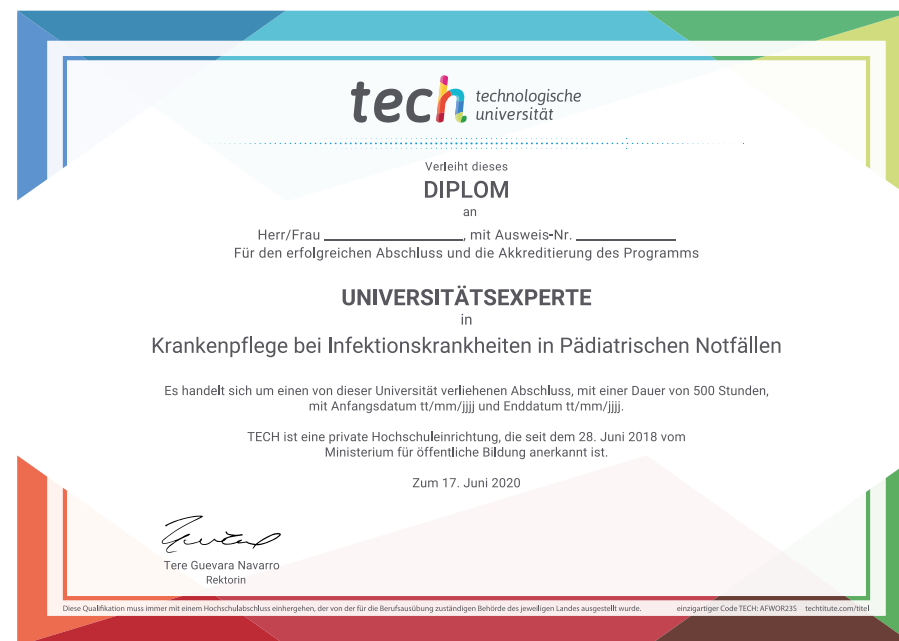 tech technologische
universität
Verleiht dieses
DIPLOM
an
Herr/Frau ____________________, mit Ausweis-Nr. ______________
Für den erfolgreichen Abschluss und die Akkreditierung des Programms
UNIVERSITÄTSEXPERTE
in
Krankenpflege bei Infektionskrankheiten in Pädiatrischen Notfällen
Es handelt sich um einen von dieser Universität verliehenen Abschluss, mit einer Dauer von 500 Stunden,
mit Anfangsdatum tt/mm/jjjj und Enddatum tt/mm/jjjj.
TECH ist eine private Hochschuleinrichtung, die seit dem 28. Juni 2018 vom
Ministerium für öffentliche Bildung anerkannt ist.
Zum 17. Juni 2020
Tere Guevara Navarro
Rektorin
Diese Qualifikation muss immer mit einem Hochschulabschluss einhergehen, der von der für die Berufsausübung zuständigen Behörde des jeweiligen Landes ausgestellt wurde. einzigartiger Code TECH: AFWOR23S techtitute.com/titel